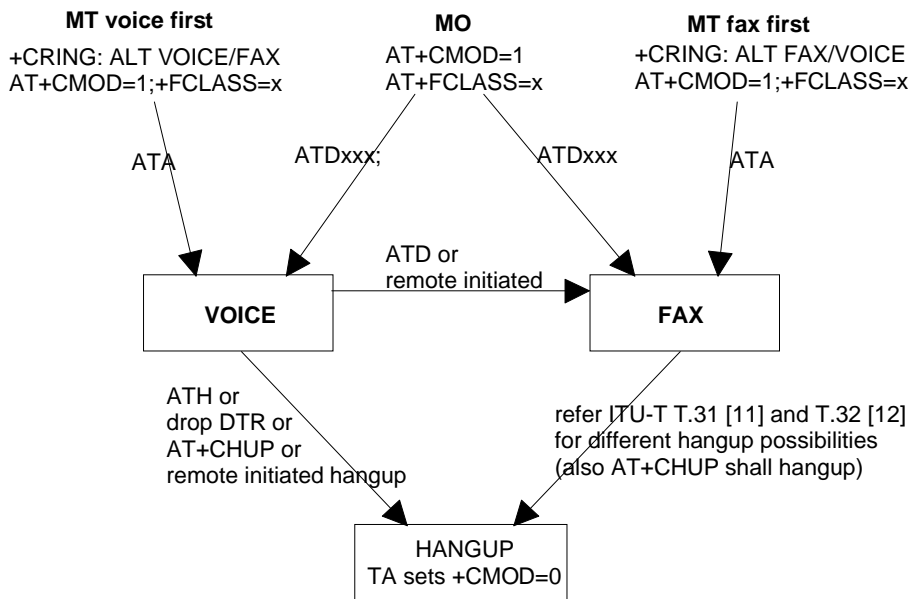 MT voice first
+CRING: ALT VOICE/FAX
AT+CMOD=1;+FCLASS=x
MO
AT+CMOD=1
AT+FCLASS=x
MT fax first
+CRING: ALT FAX/VOICE
AT+CMOD=1;+FCLASS=x
ATA
ATDxxx;
ATDxxx
ATA
ATD or
remote initiated
VOICE
FAX
ATH or
drop DTR or
AT+CHUP or
remote initiated hangup
refer ITU-T T.31 [11] and T.32 [12]
for different hangup possibilities
(also AT+CHUP shall hangup)
HANGUP
TA sets +CMOD=0